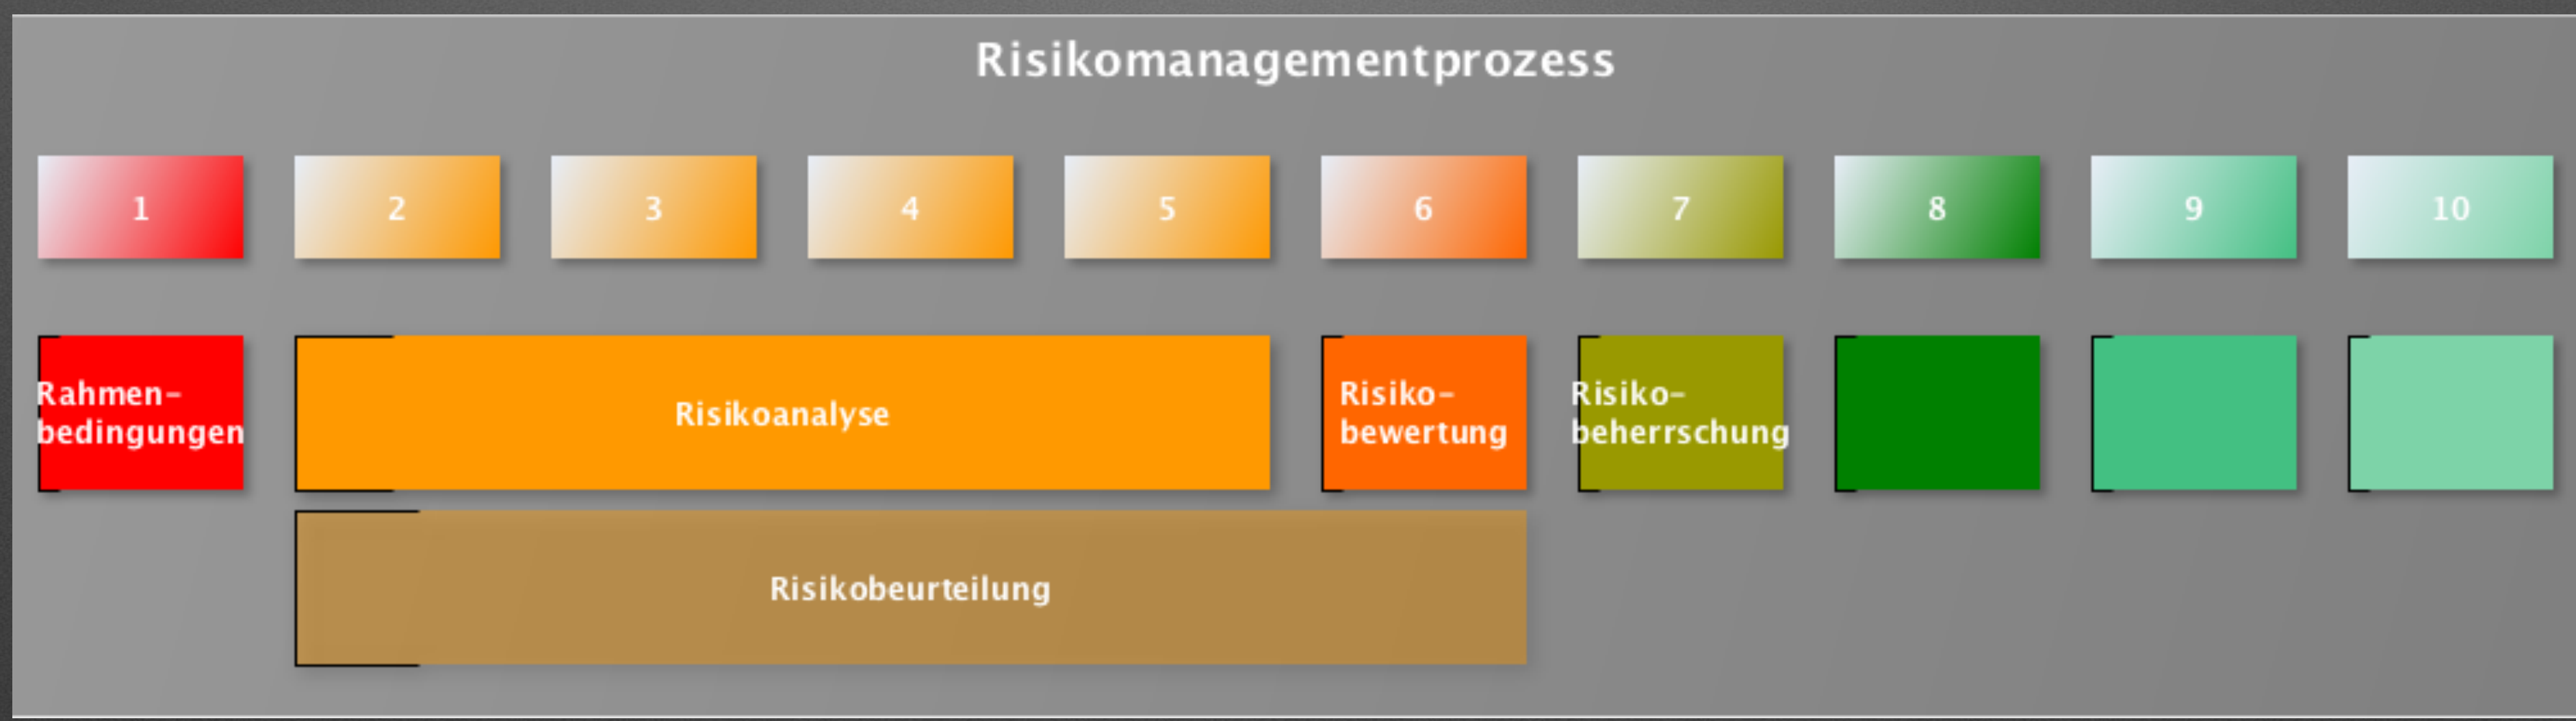 Risikomanagementprozess
1 2 3 4 5 6 7 8 9 10
Rahmen-
bedingungen
Risikoanalyse
Risiko-
bewertung
Risiko-
beherrschung
Risikobeurteilung